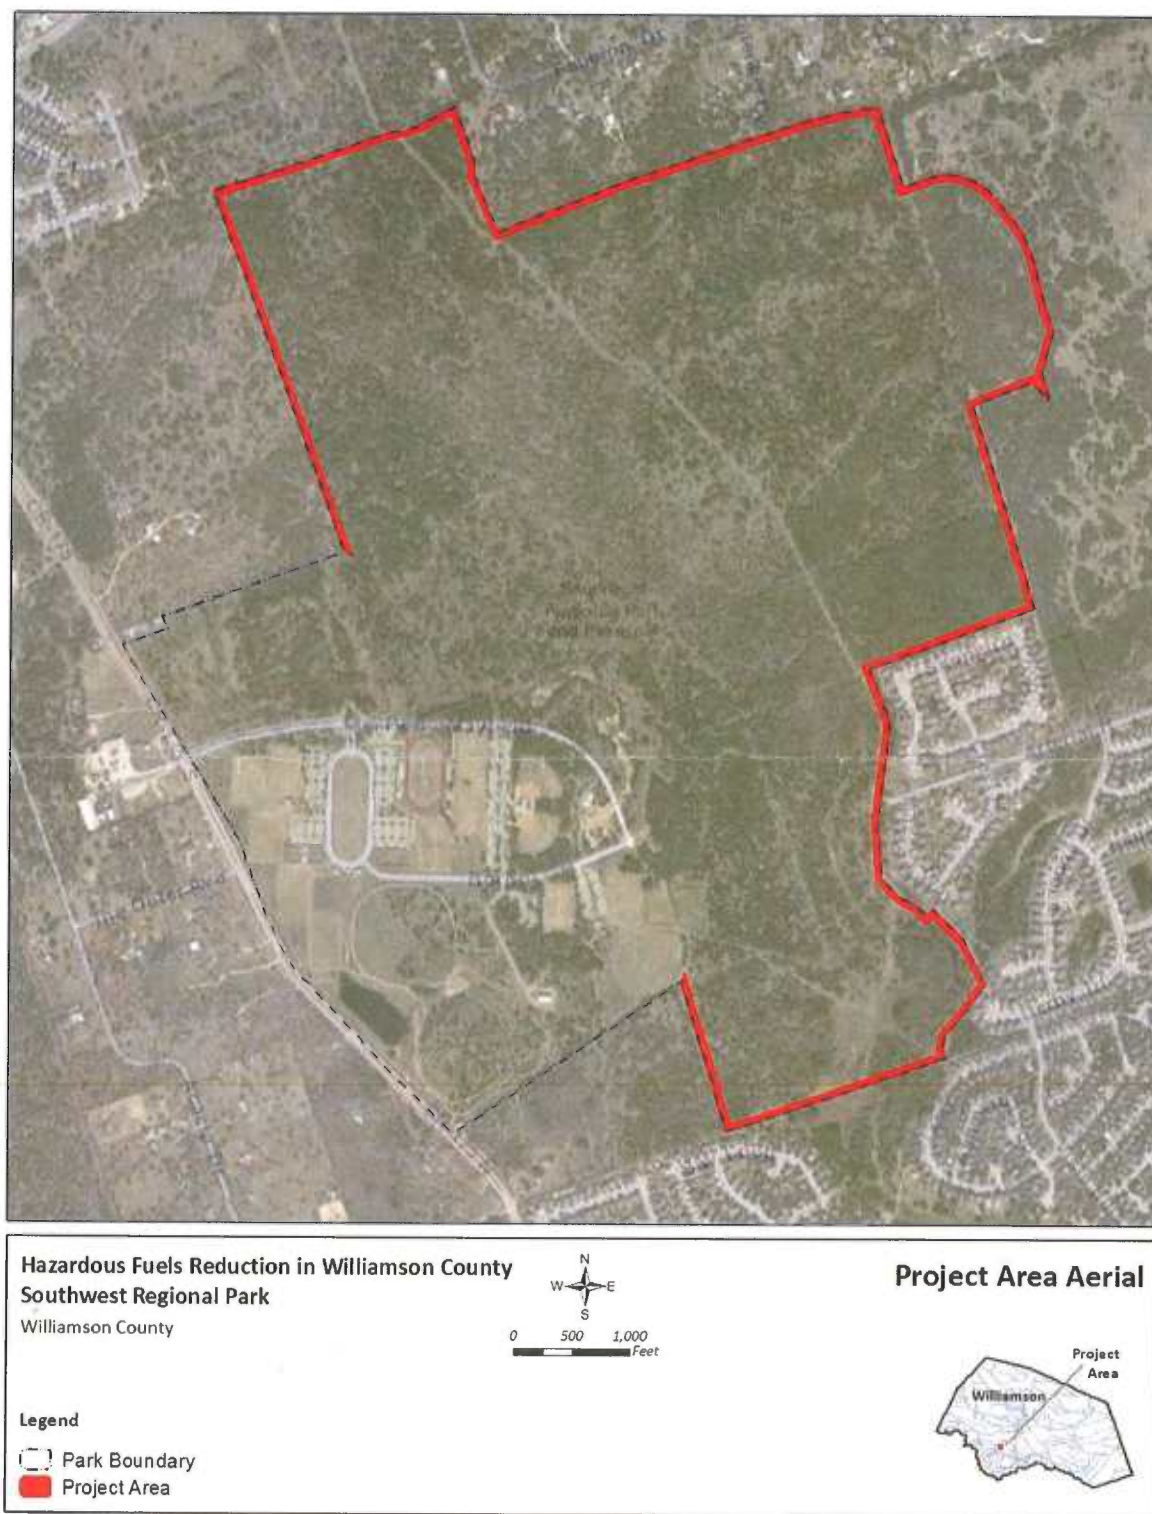 Hazardous Fuels Reduction in Williamson County
Southwest Regional Park
Williamson County
N
W
E
S
0 500 1,000
Feet
Project Area Aerial
Project
Area
Williamson
Legend
Park Boundary
Project Area